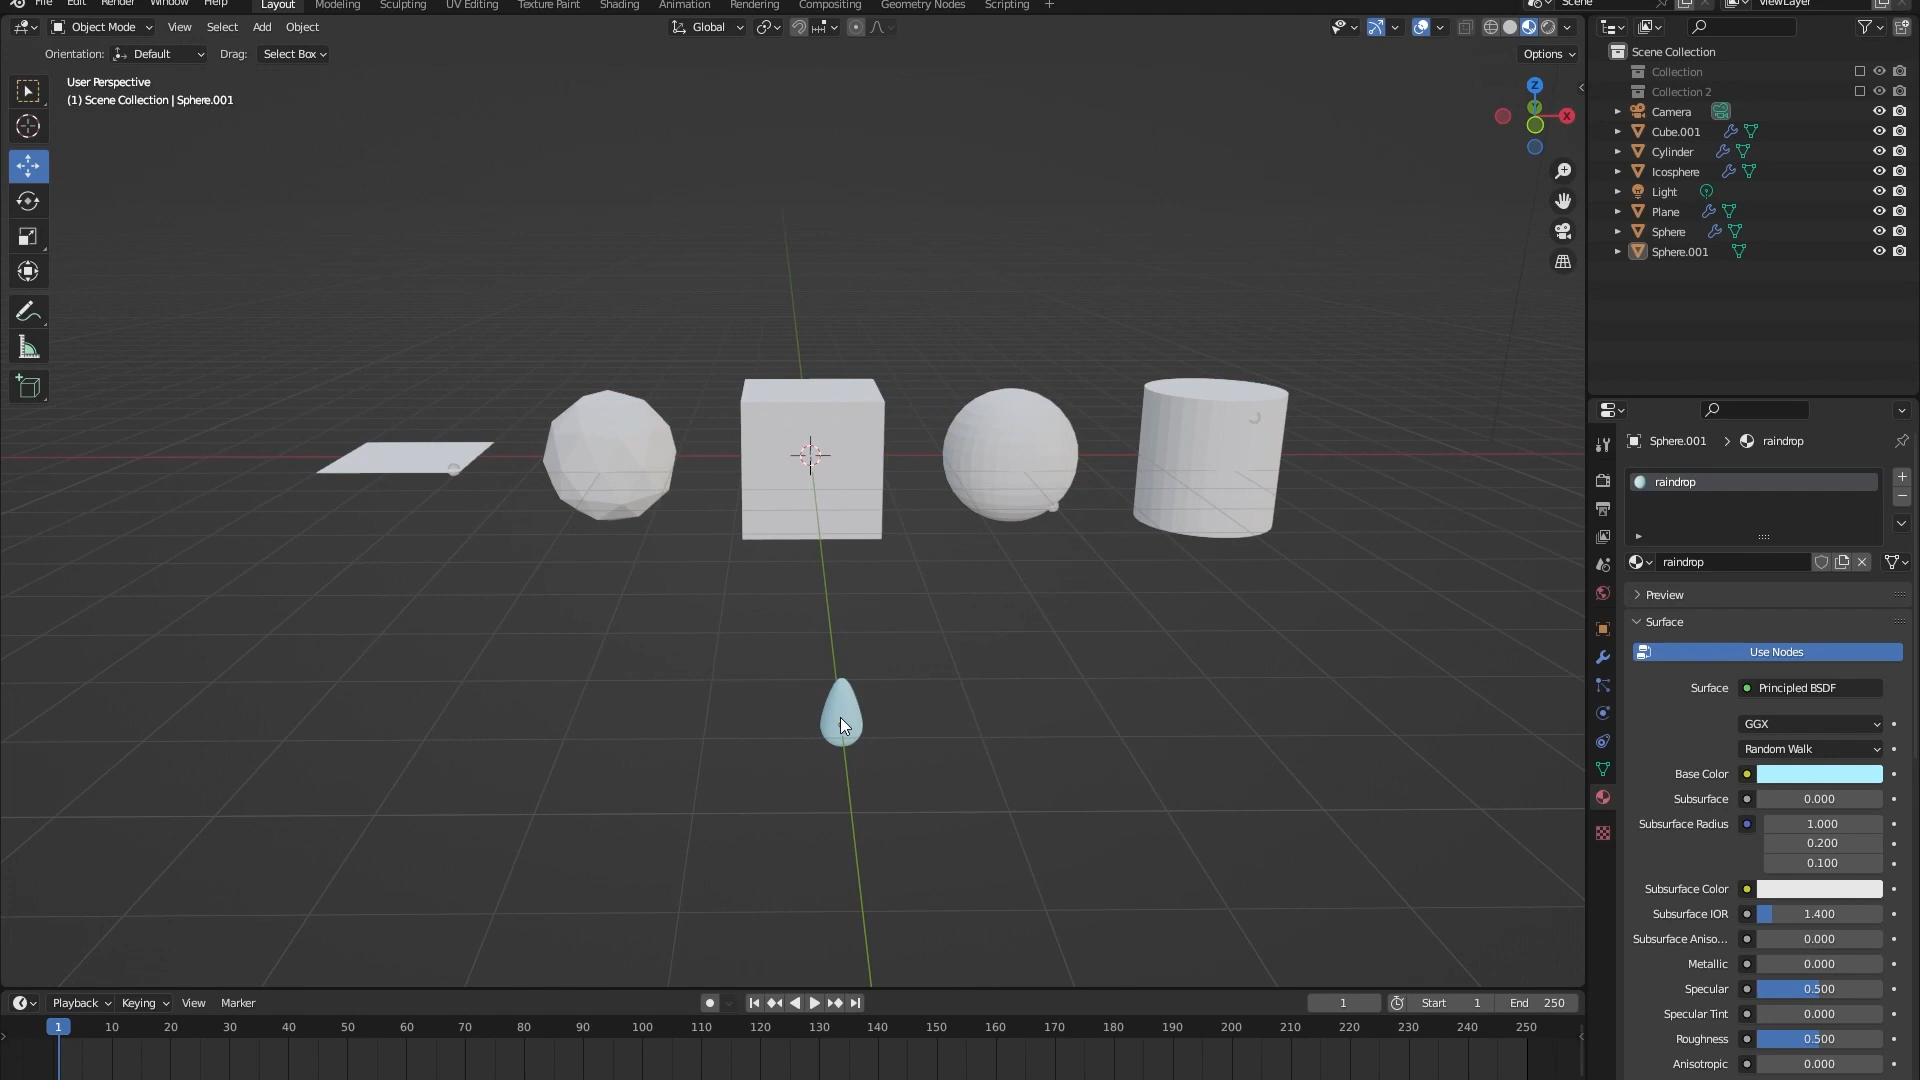 File Edit Render Window Help Layout Modeling Sculpting UV Editing Texture Paint Shading Animation Rendering Compositing Geometry Nodes Scripting + Scene ViewLayer
Object Mode View Select Add Object Global
Orientation: Default Drag: Select Box Options
User Perspective
(1) Scene Collection | Sphere.001
Z
X
Scene Collection
Collection
Collection 2
Camera
Cube.001
Cylinder
Icosphere
Light
Plane
Sphere
Sphere.001
Sphere.001 > raindrop
raindrop
raindrop
Preview
Surface
Use Nodes
Surface Principled BSDF
GGX
Random Walk
Base Color
Subsurface 0.000
Subsurface Radius 1.000
0.200
0.100
Subsurface Color
Subsurface IOR 1.400
Subsurface Aniso... 0.000
Metallic 0.000
Specular 0.500
Specular Tint 0.000
Roughness 0.500
Anisotropic 0.000
Playback Keying View Marker 1 Start 1 End 250
1 10 20 30 40 50 60 70 80 90 100 110 120 130 140 150 160 170 180 190 200 210 220 230 240 250